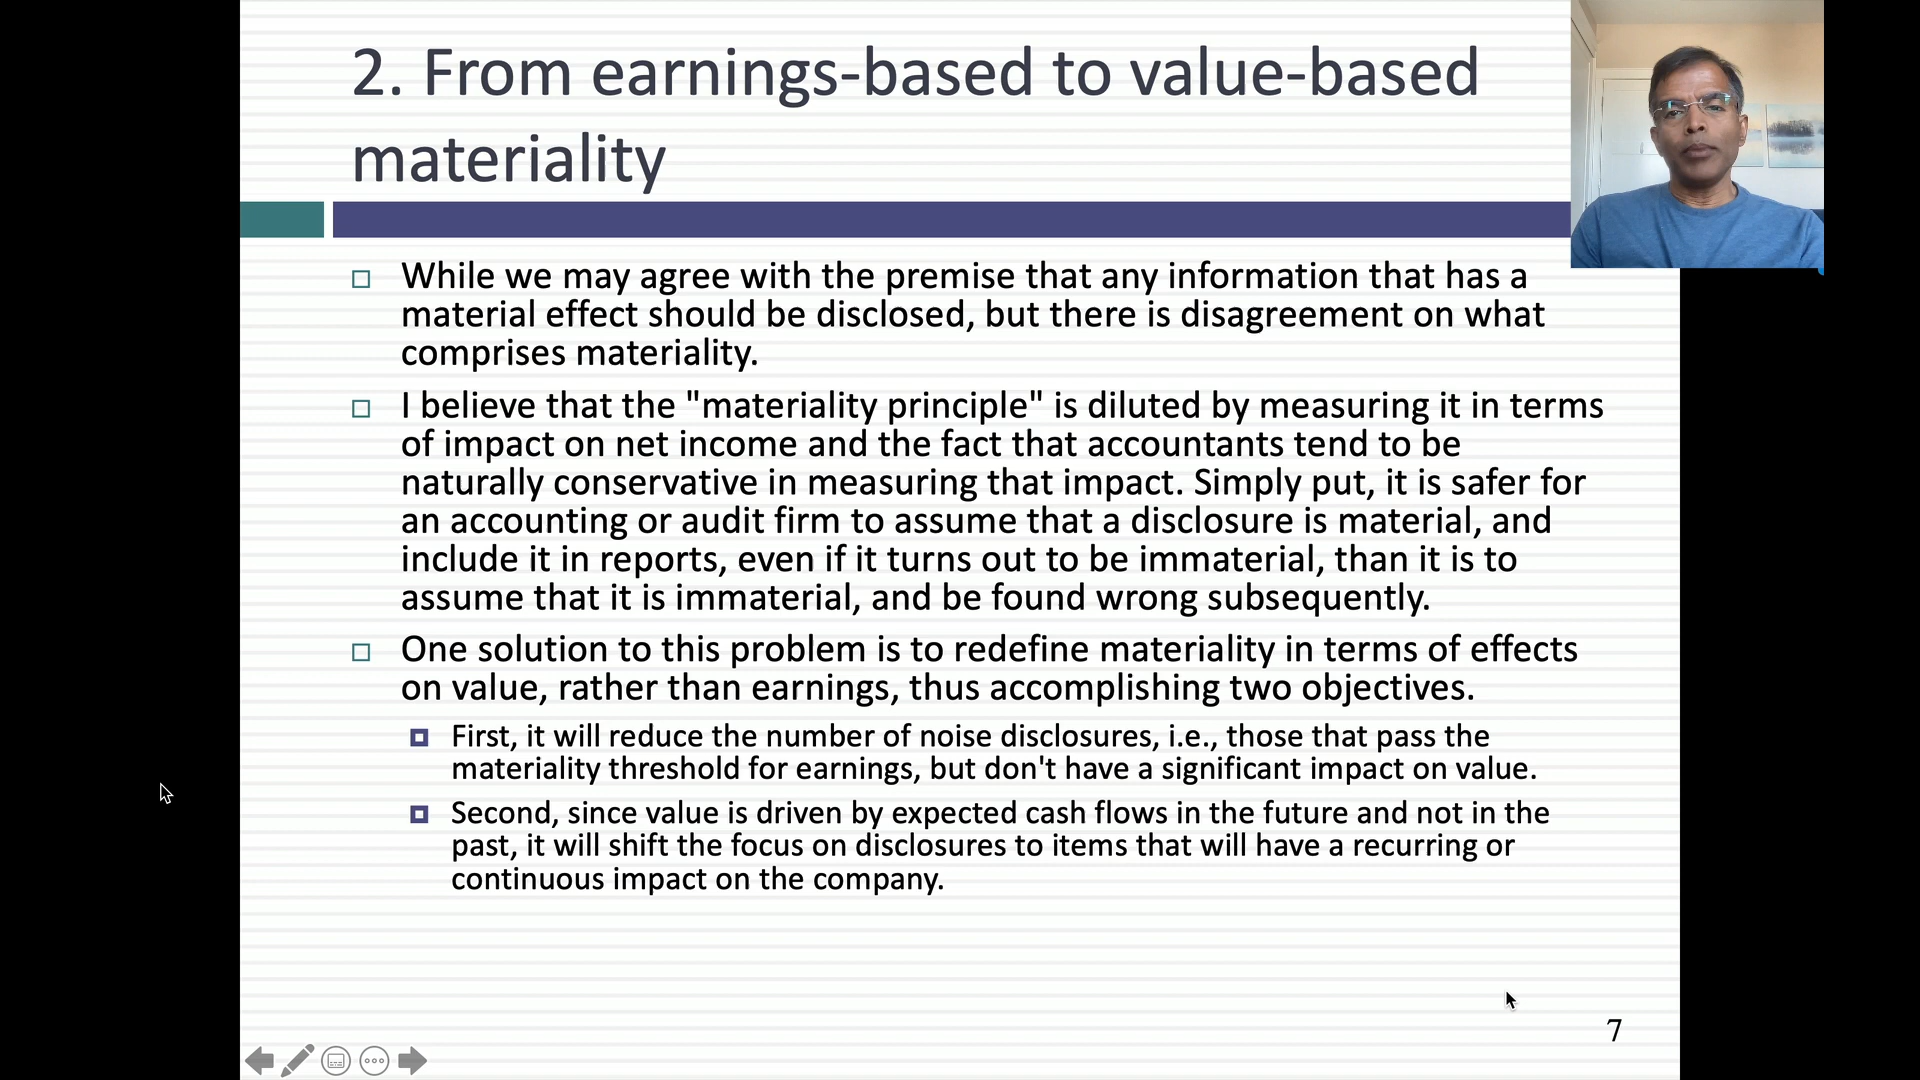 2. From earnings-based to value-based
materiality
While we may agree with the premise that any information that has a
material effect should be disclosed, but there is disagreement on what
comprises materiality.
I believe that the "materiality principle" is diluted by measuring it in terms
of impact on net income and the fact that accountants tend to be
naturally conservative in measuring that impact. Simply put, it is safer for
an accounting or audit firm to assume that a disclosure is material, and
include it in reports, even if it turns out to be immaterial, than it is to
assume that it is immaterial, and be found wrong subsequently.
One solution to this problem is to redefine materiality in terms of effects
on value, rather than earnings, thus accomplishing two objectives.
First, it will reduce the number of noise disclosures, i.e., those that pass the
materiality threshold for earnings, but don't have a significant impact on value.
Second, since value is driven by expected cash flows in the future and not in the
past, it will shift the focus on disclosures to items that will have a recurring or
continuous impact on the company.
7